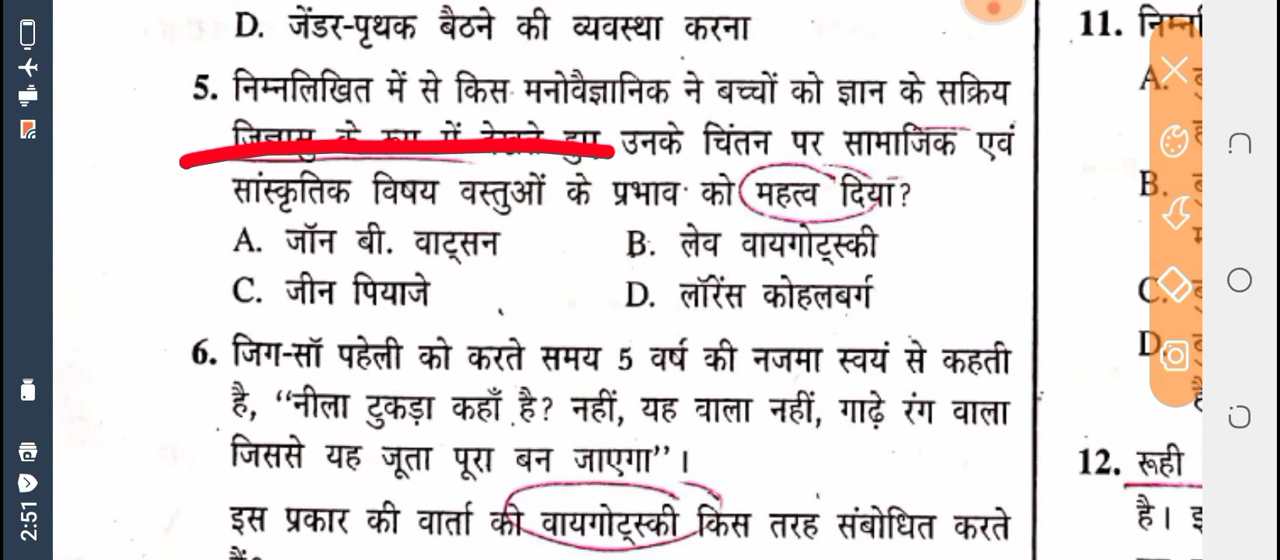 D. जेंडर-पृथक बैठने की व्यवस्था करना
5. निम्नलिखित में से किस मनोवैज्ञानिक ने बच्चों को ज्ञान के सक्रिय
जिज्ञासु के रूप में देखते हुए उनके चिंतन पर सामाजिक एवं
सांस्कृतिक विषय वस्तुओं के प्रभाव को महत्व दिया?
A. जॉन बी. वाट्सन B. लेव वायगोट्स्की
C. जीन पियाजे D. लॉरेंस कोहलबर्ग
6. जिग-सॉ पहेली को करते समय 5 वर्ष की नजमा स्वयं से कहती
है, “नीला टुकड़ा कहाँ है? नहीं, यह वाला नहीं, गाढ़े रंग वाला
जिससे यह जूता पूरा बन जाएगा”।
इस प्रकार की वार्ता की वायगोट्स्की किस तरह संबोधित करते
11.
A.
B.
C.
D.
12. रूही
है।
2:51